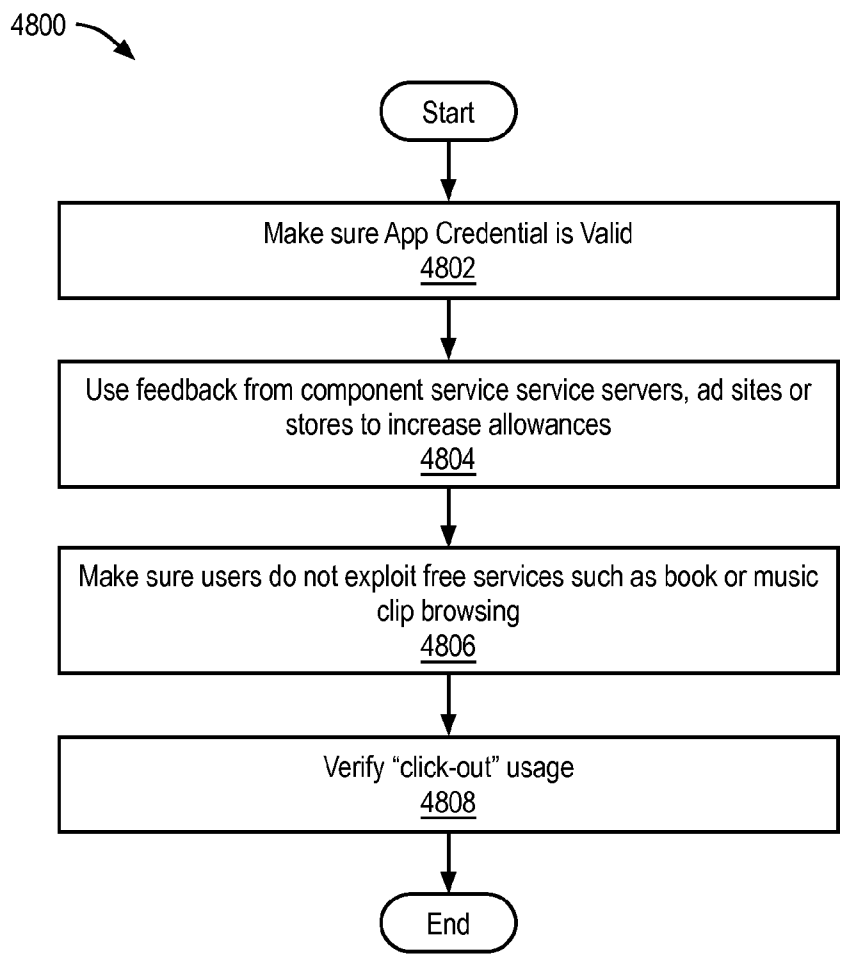 4800
Start
Make sure App Credential is Valid
4802
Use feedback from component service service servers, ad sites or
stores to increase allowances
4804
Make sure users do not exploit free services such as book or music
clip browsing
4806
Verify “click-out” usage
4808
End